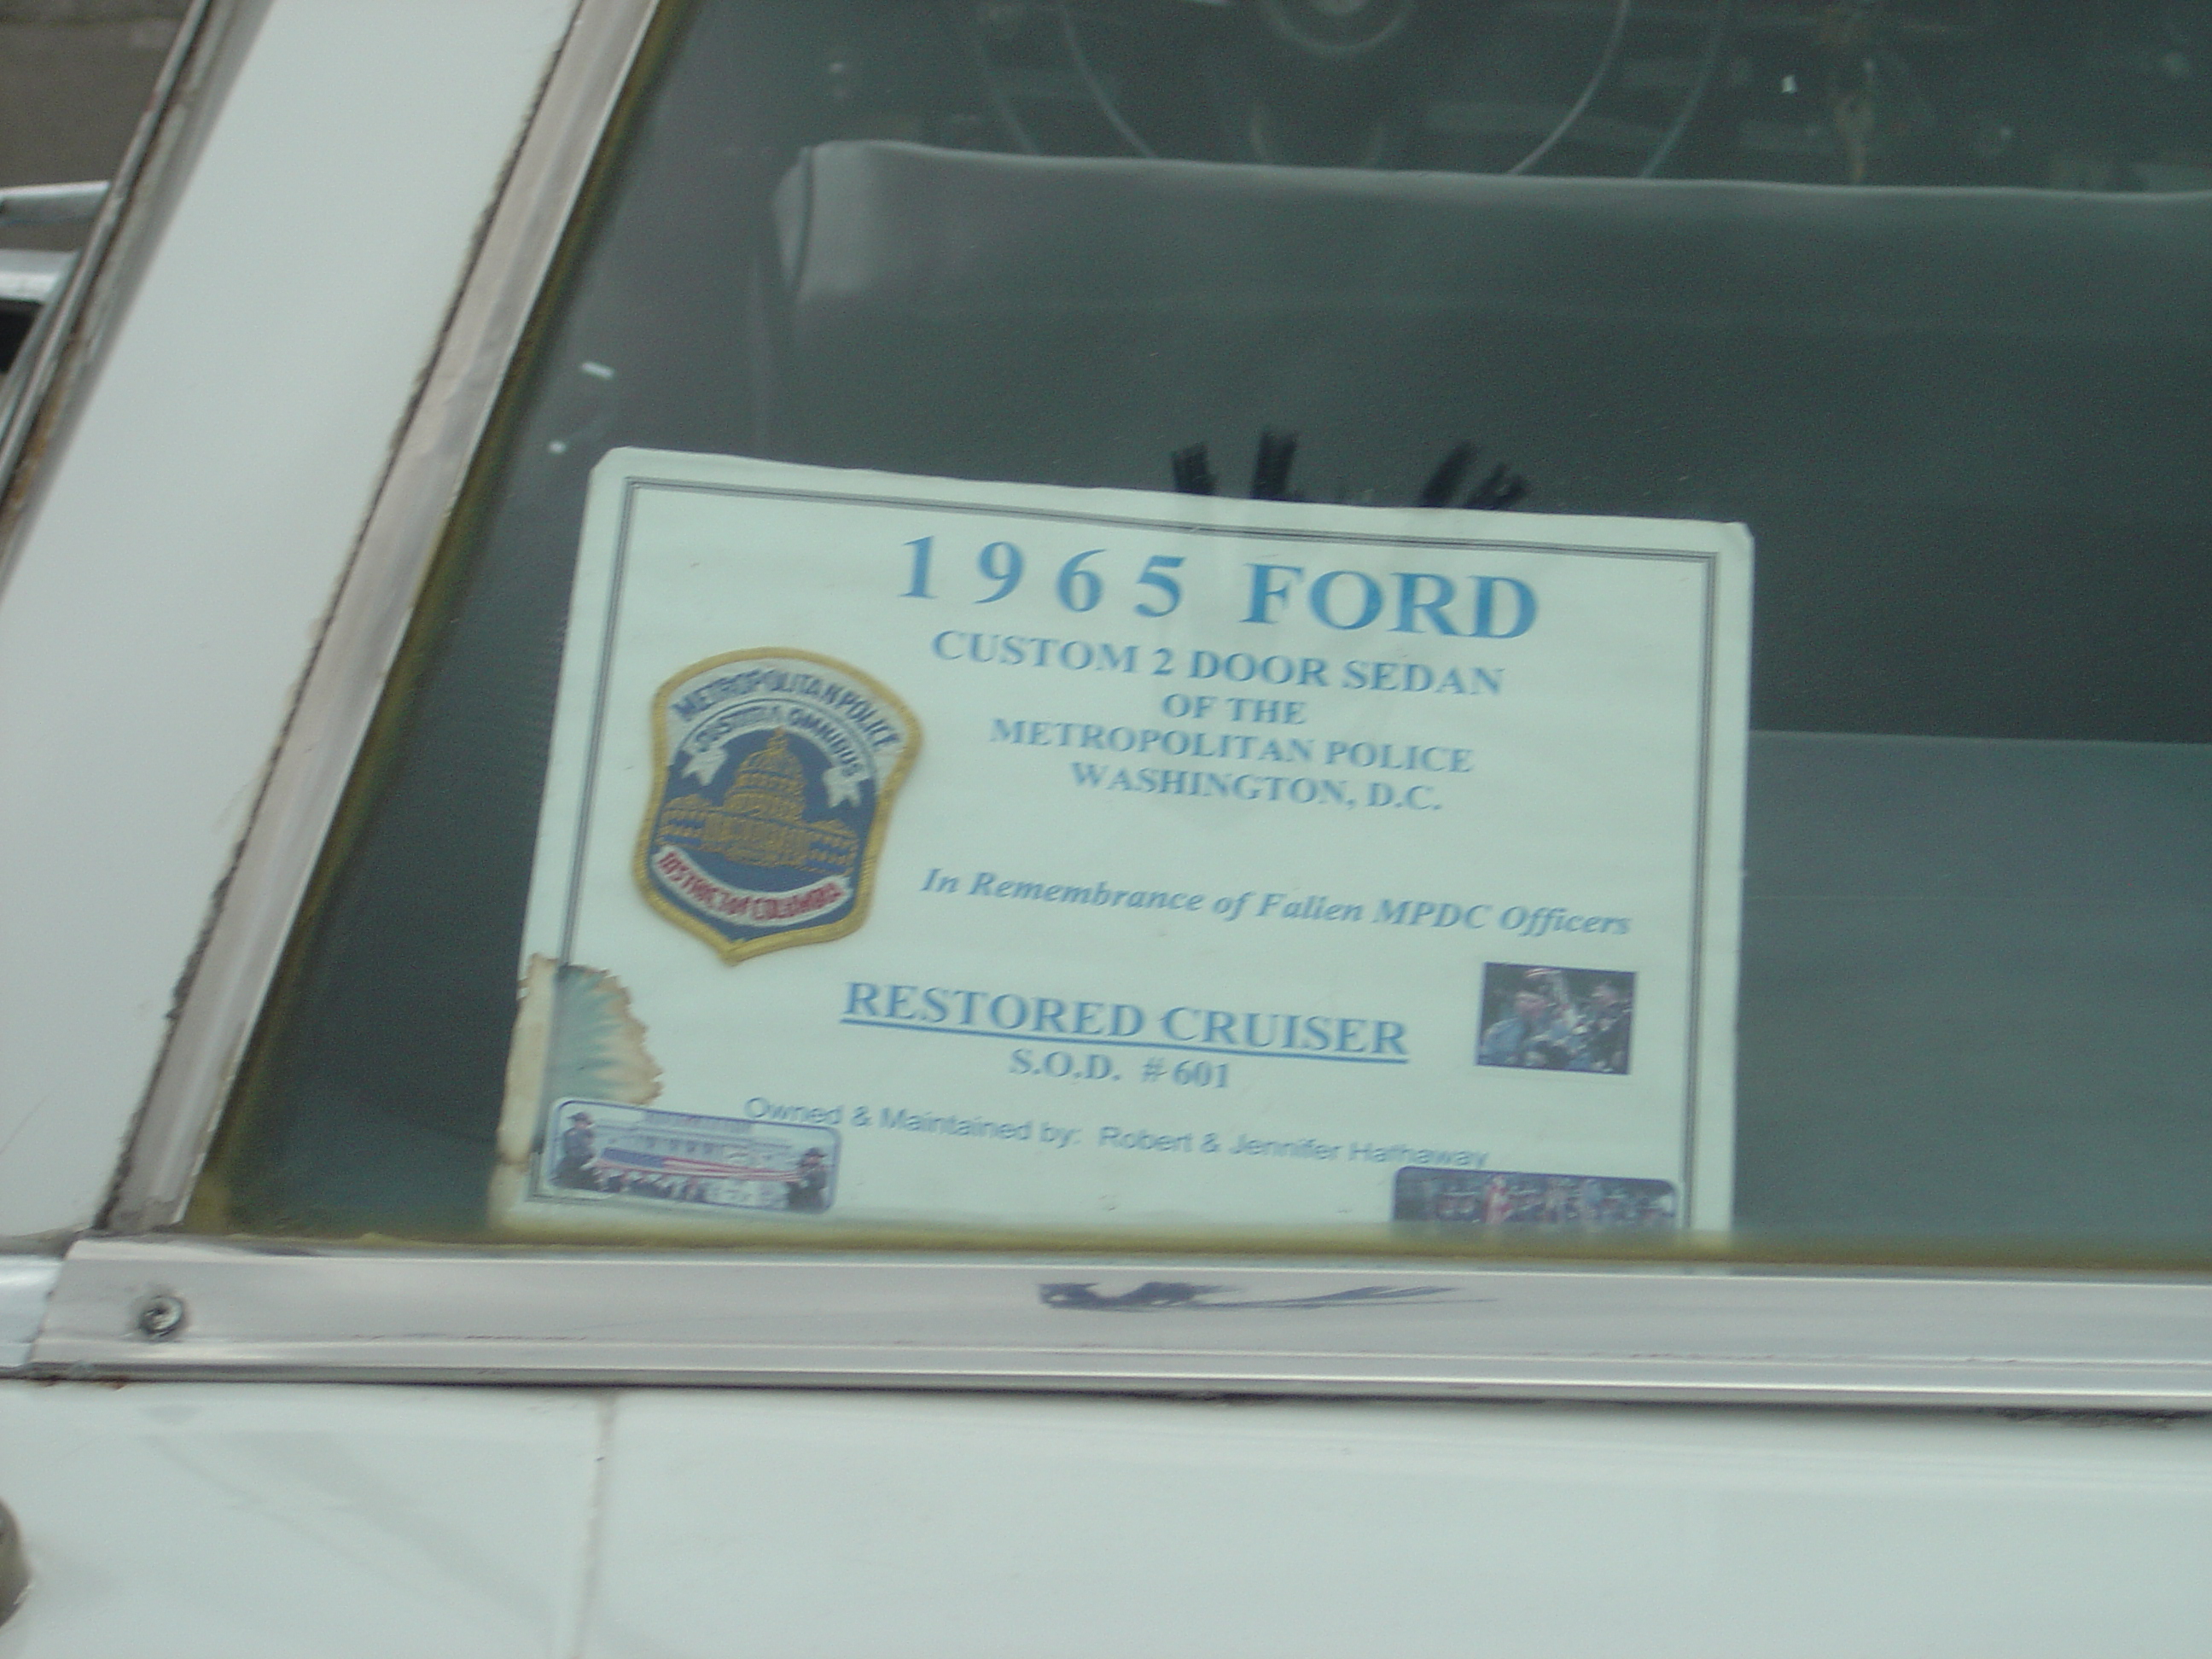 1965 FORD
CUSTOM 2 DOOR SEDAN
OF THE
METROPOLITAN POLICE
WASHINGTON, D.C.
METROPOLITAN POLICE
JUSTITIA OMNIBUS
DISTRICT of COLUMBIA
In Remembrance of Fallen MPDC Officers
RESTORED CRUISER
S.O.D. #601
Owned & Maintained by: Robert & Jennifer Hathaway